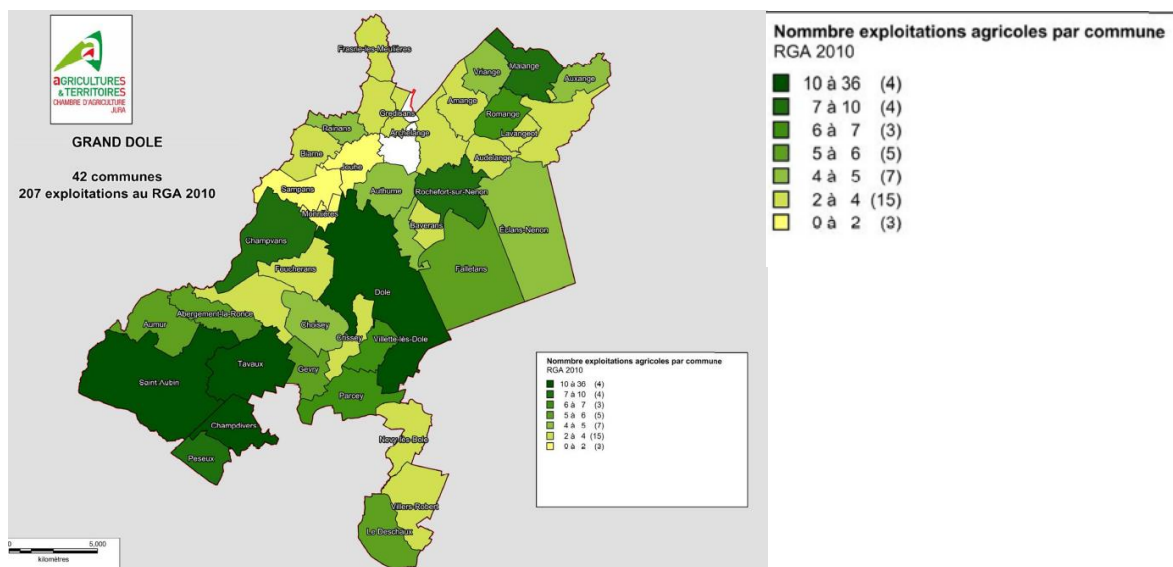 aGRICULTURES
& TERRITOIRES
CHAMBRE D'AGRICULTURE
JURA
GRAND DOLE
42 communes
207 exploitations au RGA 2010
Fresne-les-Meulières
Vriange
Malange
Auxange
Amange
Gredisans
Romange
Rainans
Archelange
Lavangeot
Biarne
Jouhe
Audelange
Sampans
Authume
Rochefort-sur-Nenon
Monnières
Baverans
Éclans-Nenon
Champvans
Foucherans
Falletans
Dole
Abergement-la-Ronce
Aumur
Choisey
Crissey
Villette-lès-Dole
Tavaux
Gevry
Saint Aubin
Parcey
Champdivers
Peseux
Nevy-lès-Dole
Villers-Robert
Le Deschaux
0 5,000
kilomètres
Nommbre exploitations agricoles par commune
RGA 2010
10 à 36 (4)
7 à 10 (4)
6 à 7 (3)
5 à 6 (5)
4 à 5 (7)
2 à 4 (15)
0 à 2 (3)
Nommbre exploitations agricoles par commune
RGA 2010
10 à 36 (4)
7 à 10 (4)
6 à 7 (3)
5 à 6 (5)
4 à 5 (7)
2 à 4 (15)
0 à 2 (3)